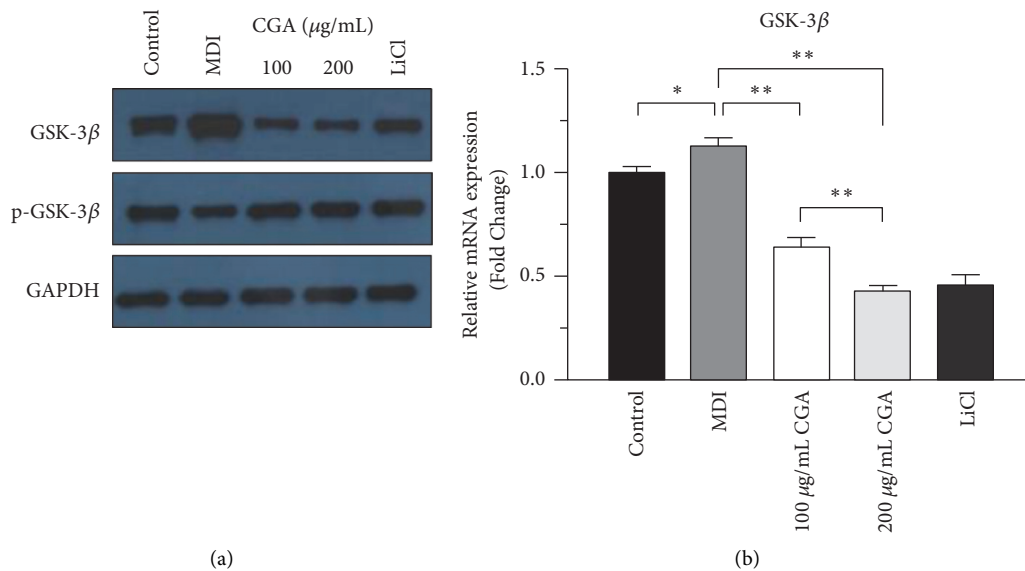 Control
MDI
CGA (μg/mL)
100
200
LiCl
GSK-3β
p-GSK-3β
GAPDH
(a)
GSK-3β
Relative mRNA expression
(Fold Change)
1.5
1.0
0.5
0.0
*
**
**
**
Control
MDI
100 μg/mL CGA
200 μg/mL CGA
LiCl
(b)